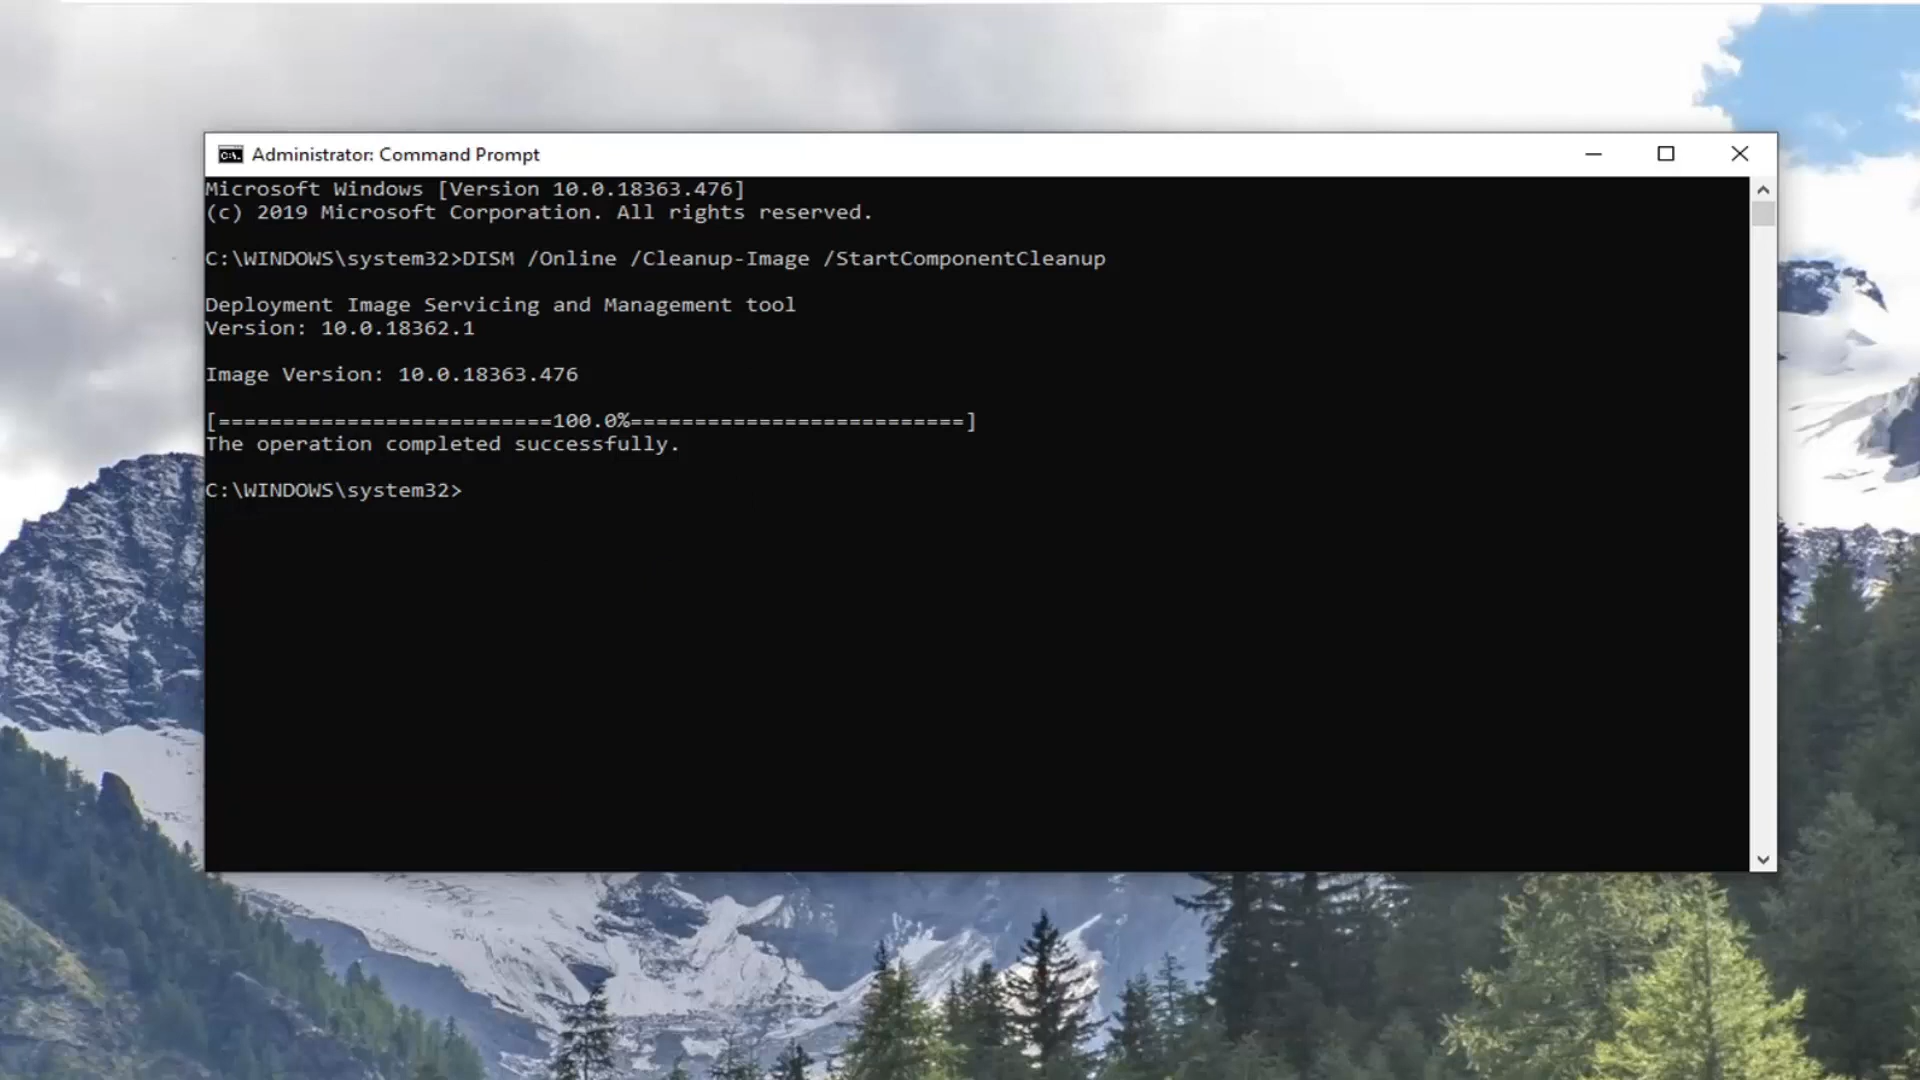 Administrator: Command Prompt
Microsoft Windows [Version 10.0.18363.476]
(c) 2019 Microsoft Corporation. All rights reserved.
C:\WINDOWS\system32>DISM /Online /Cleanup-Image /StartComponentCleanup
Deployment Image Servicing and Management tool
Version: 10.0.18362.1
Image Version: 10.0.18363.476
[==========================100.0%==========================]
The operation completed successfully.
C:\WINDOWS\system32>